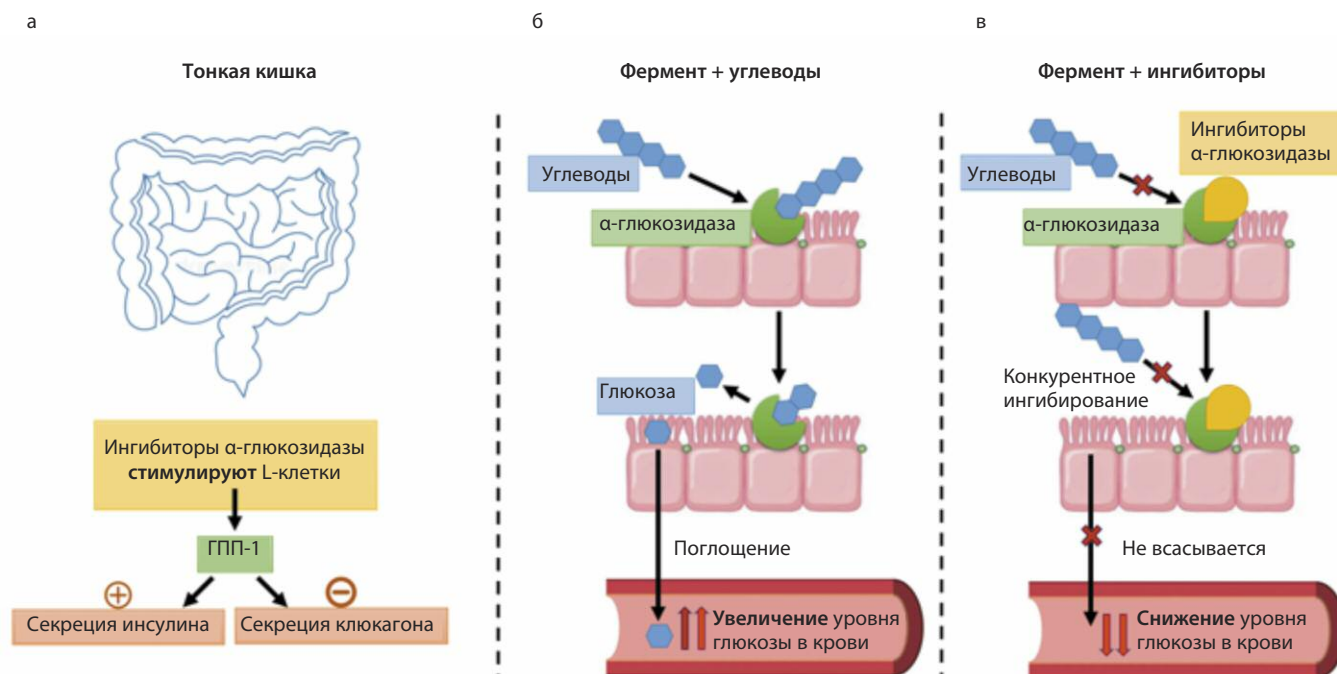 а
Тонкая кишка
Ингибиторы α-глюкозидазы
стимулируют L-клетки
ГПП-1
+
−
Секреция инсулина
Секреция клюкагона
б
Фермент + углеводы
Углеводы
α-глюкозидаза
Глюкоза
Поглощение
Увеличение уровня
глюкозы в крови
в
Фермент + ингибиторы
Ингибиторы
α-глюкозидазы
Углеводы
α-глюкозидаза
Конкурентное
ингибирование
Не всасывается
Снижение уровня
глюкозы в крови